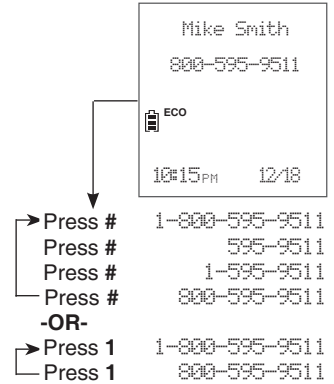 Mike Smith
800-595-9511
ECO
10:15PM 12/18
Press # 1-800-595-9511
Press # 595-9511
Press # 1-595-9511
Press # 800-595-9511
-OR-
Press 1 1-800-595-9511
Press 1 800-595-9511